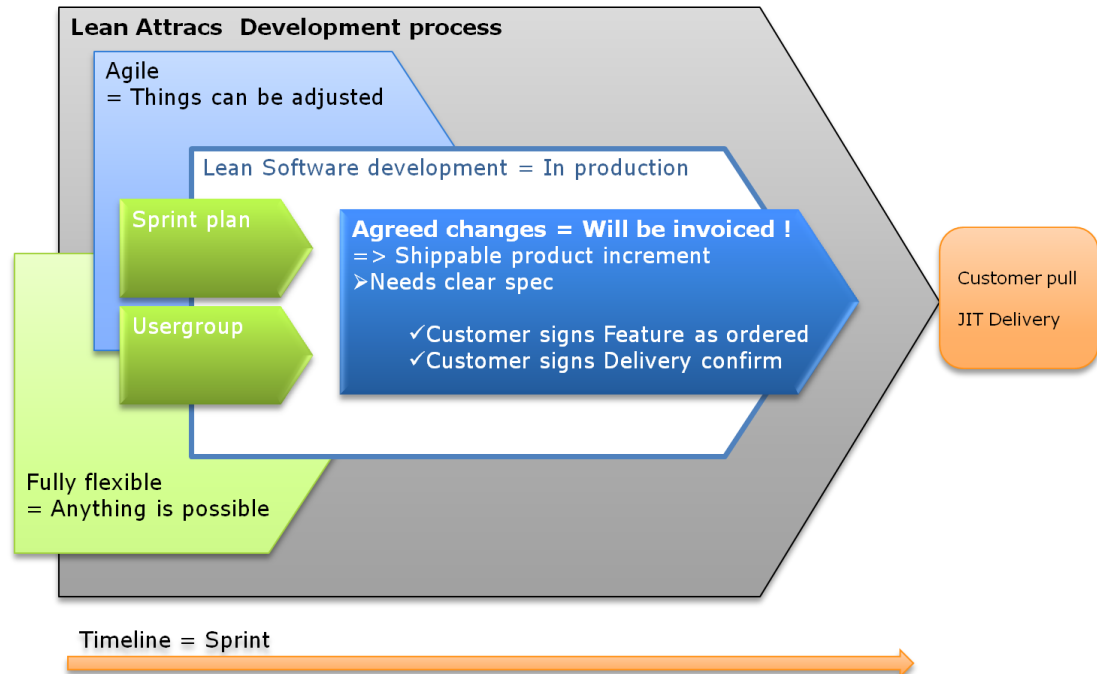 Lean Attracs  Development process
Agile
= Things can be adjusted
Lean Software development = In production
Sprint plan
Agreed changes = Will be invoiced !
=> Shippable product increment
➢Needs clear spec
Usergroup
✓Customer signs Feature as ordered
✓Customer signs Delivery confirm
Customer pull
JIT Delivery
Fully flexible
= Anything is possible
Timeline = Sprint